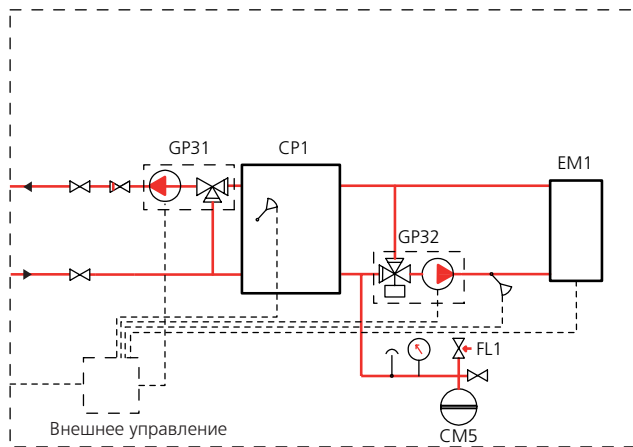 GP31
CP1
EM1
GP32
FL1
CM5
Внешнее управление